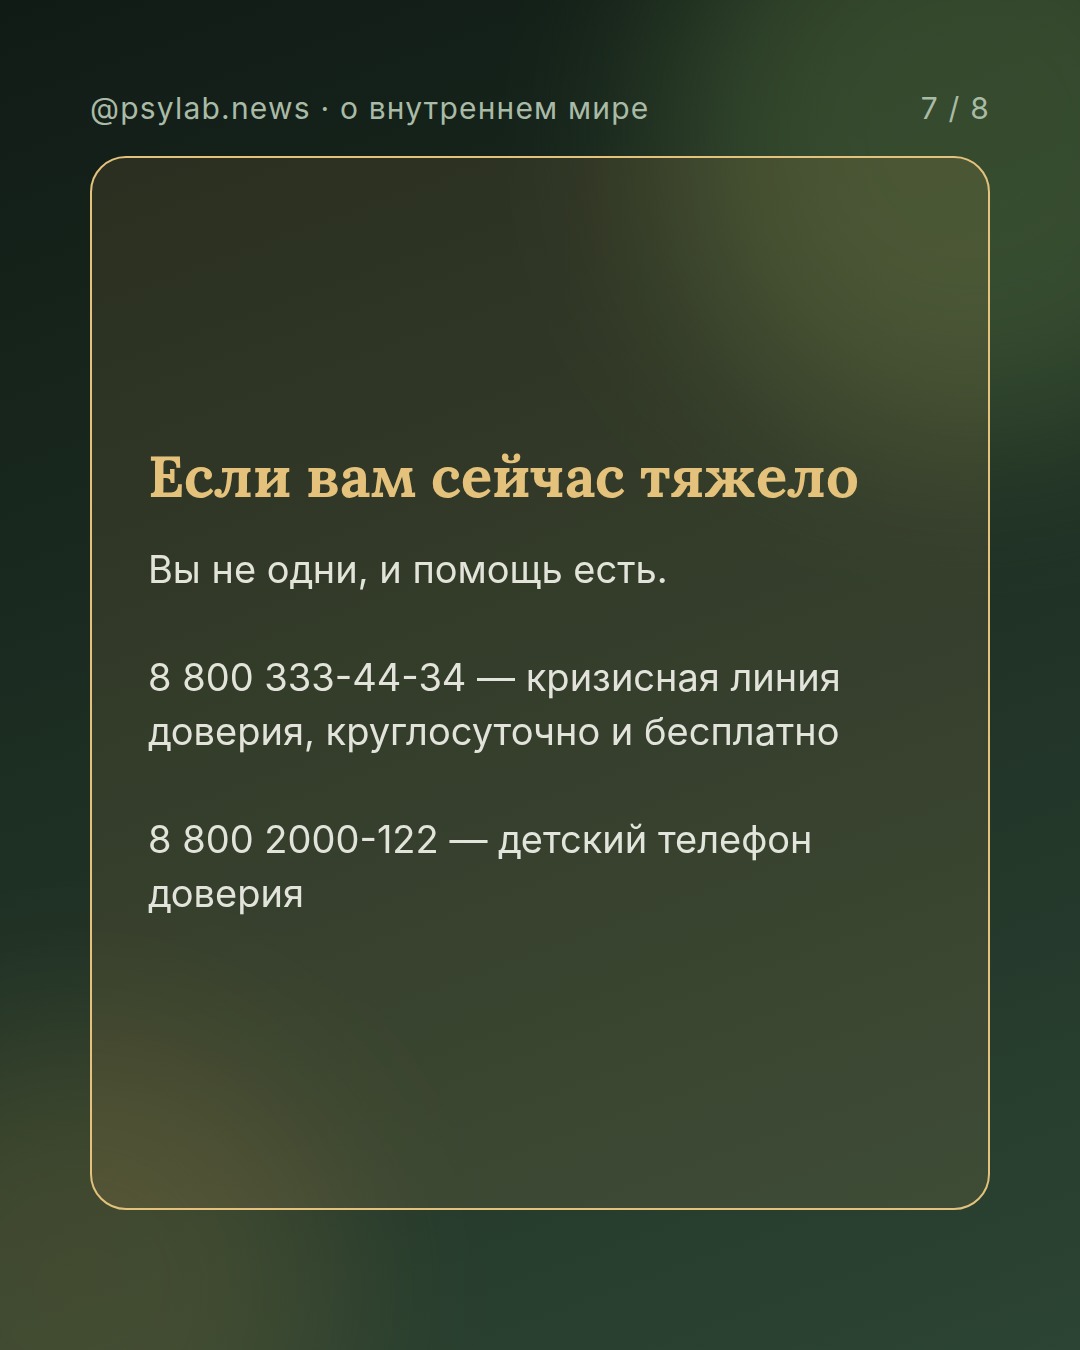 @psylab.news · о внутреннем мире
7 / 8
Если вам сейчас тяжело
Вы не одни, и помощь есть.
8 800 333-44-34 — кризисная линия
доверия, круглосуточно и бесплатно
8 800 2000-122 — детский телефон
доверия